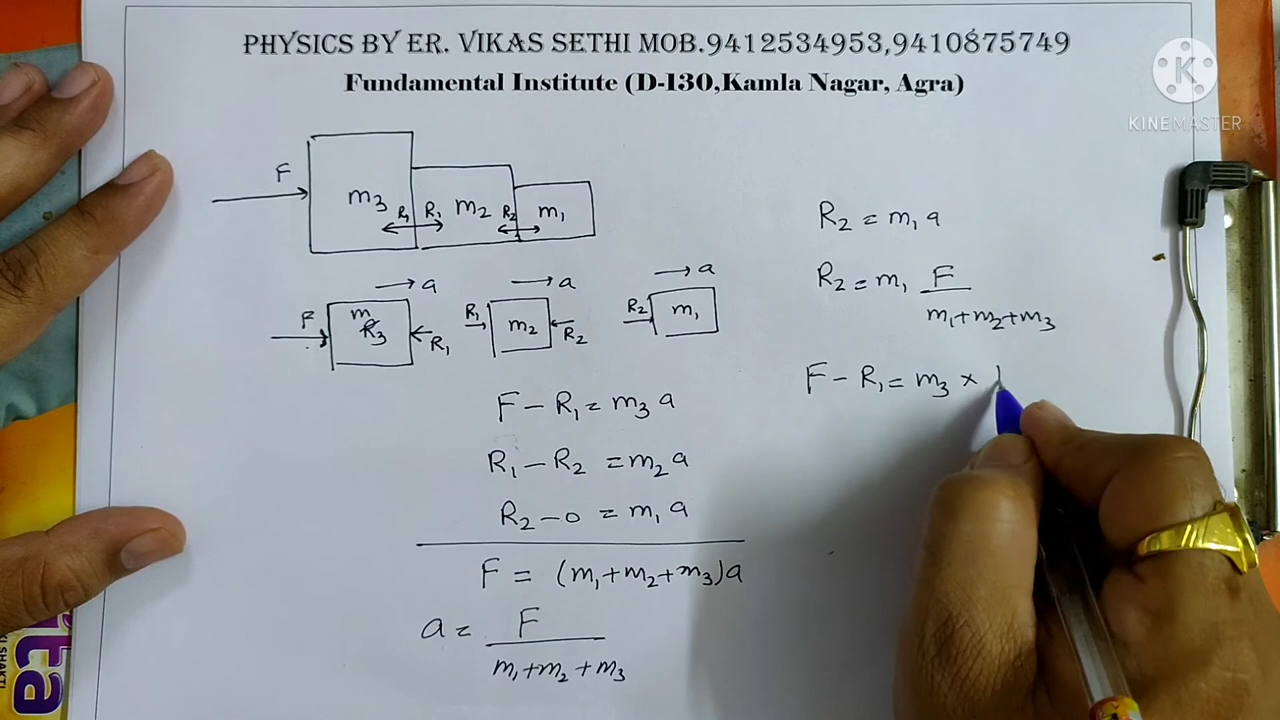 PHYSICS BY ER. VIKAS SETHI MOB.9412534953,9410875749
Fundamental Institute (D-130,Kamla Nagar, Agra)
K
KINEMASTER
F
m₃ R₁ R₁ m₂ R₂ m₁
a a a
F m₃ R₁ R₁ m₂ R₂ R₂ m₁
F - R₁ = m₃ a
R₁ - R₂ = m₂ a
R₂ - 0 = m₁ a
F = (m₁+m₂+m₃)a
a = F
m₁+m₂+m₃
R₂ = m₁ a
R₂ = m₁ F
m₁+m₂+m₃
F - R₁ = m₃ ×
ita